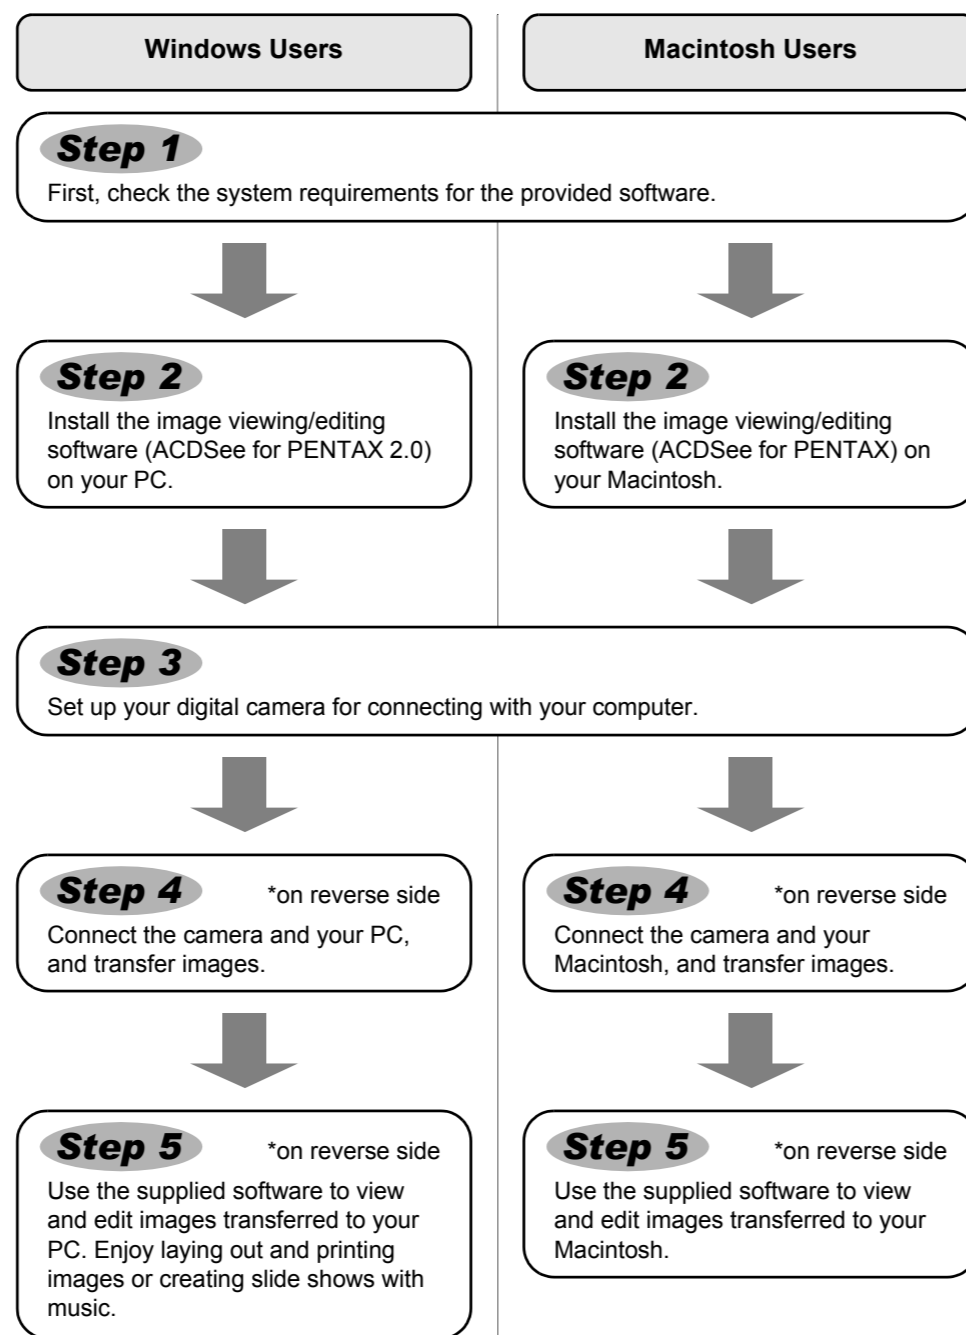 Windows Users
Macintosh Users
Step 1
First, check the system requirements for the provided software.
Step 2
Install the image viewing/editing
software (ACDSee for PENTAX 2.0)
on your PC.
Step 2
Install the image viewing/editing
software (ACDSee for PENTAX) on
your Macintosh.
Step 3
Set up your digital camera for connecting with your computer.
Step 4 *on reverse side
Connect the camera and your PC,
and transfer images.
Step 4 *on reverse side
Connect the camera and your
Macintosh, and transfer images.
Step 5 *on reverse side
Use the supplied software to view
and edit images transferred to your
PC. Enjoy laying out and printing
images or creating slide shows with
music.
Step 5 *on reverse side
Use the supplied software to view
and edit images transferred to your
Macintosh.